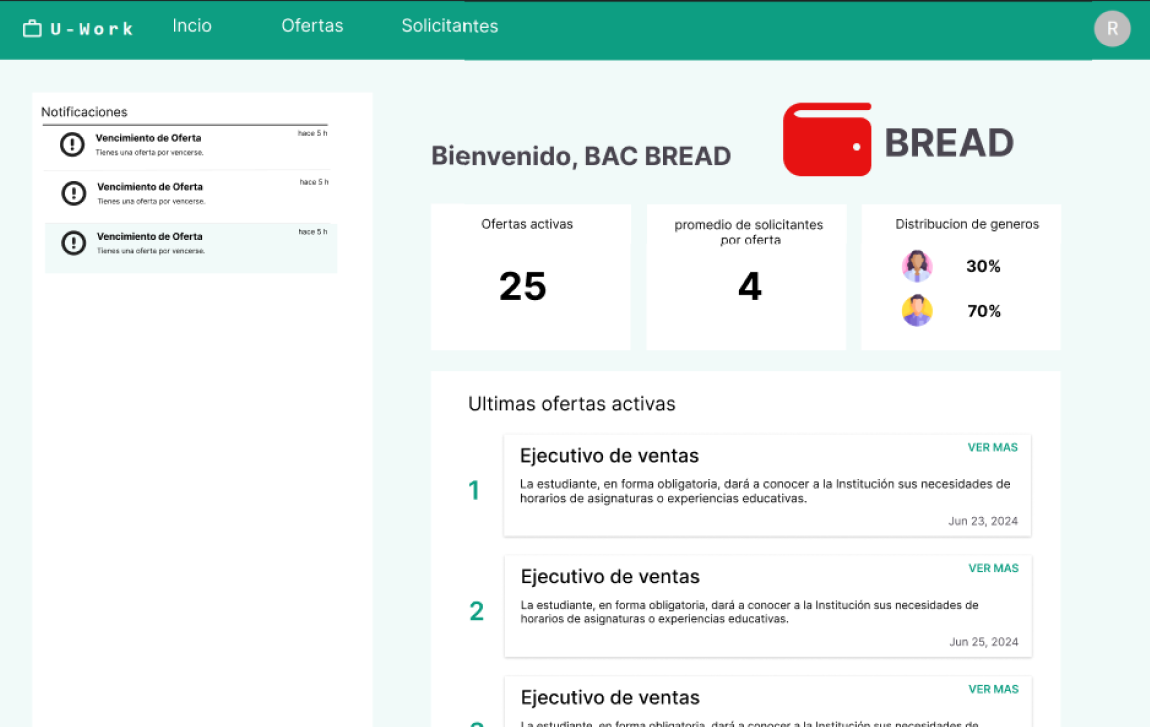 U-Work
Incio
Ofertas
Solicitantes
R
Notificaciones
Vencimiento de Oferta
hace 5 h
Tienes una oferta por vencerse.
Vencimiento de Oferta
hace 5 h
Tienes una oferta por vencerse.
Vencimiento de Oferta
hace 5 h
Tienes una oferta por vencerse.
Bienvenido, BAC BREAD
BREAD
Ofertas activas
25
promedio de solicitantes
por oferta
4
Distribucion de generos
30%
70%
Ultimas ofertas activas
1
Ejecutivo de ventas
VER MAS
La estudiante, en forma obligatoria, dará a conocer a la Institución sus necesidades de
horarios de asignaturas o experiencias educativas.
Jun 23, 2024
2
Ejecutivo de ventas
VER MAS
La estudiante, en forma obligatoria, dará a conocer a la Institución sus necesidades de
horarios de asignaturas o experiencias educativas.
Jun 25, 2024
Ejecutivo de ventas
VER MAS
La estudiante, en forma obligatoria, dará a conocer a la Institución sus necesidades de